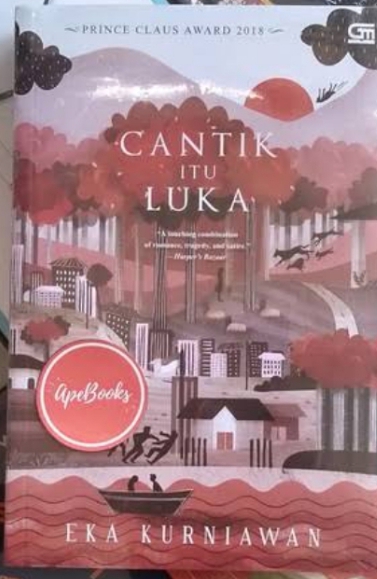 PRINCE CLAUS AWARD 2018
GM
CANTIK
ITU
LUKA
"A touching combination
of romance, tragedy, and satire."
—Harper's Bazaar
ApeBooks
EKA KURNIAWAN